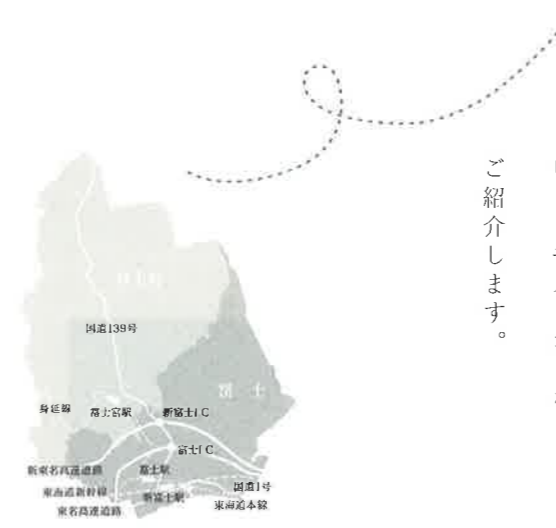 ご紹介します。
国道139号
富士
身延線
富士宮駅
新富士I.C
富士I.C
新東名高速道路
富士駅
東海道新幹線
新富士駅
国道1号
東名高速道路
東海道本線